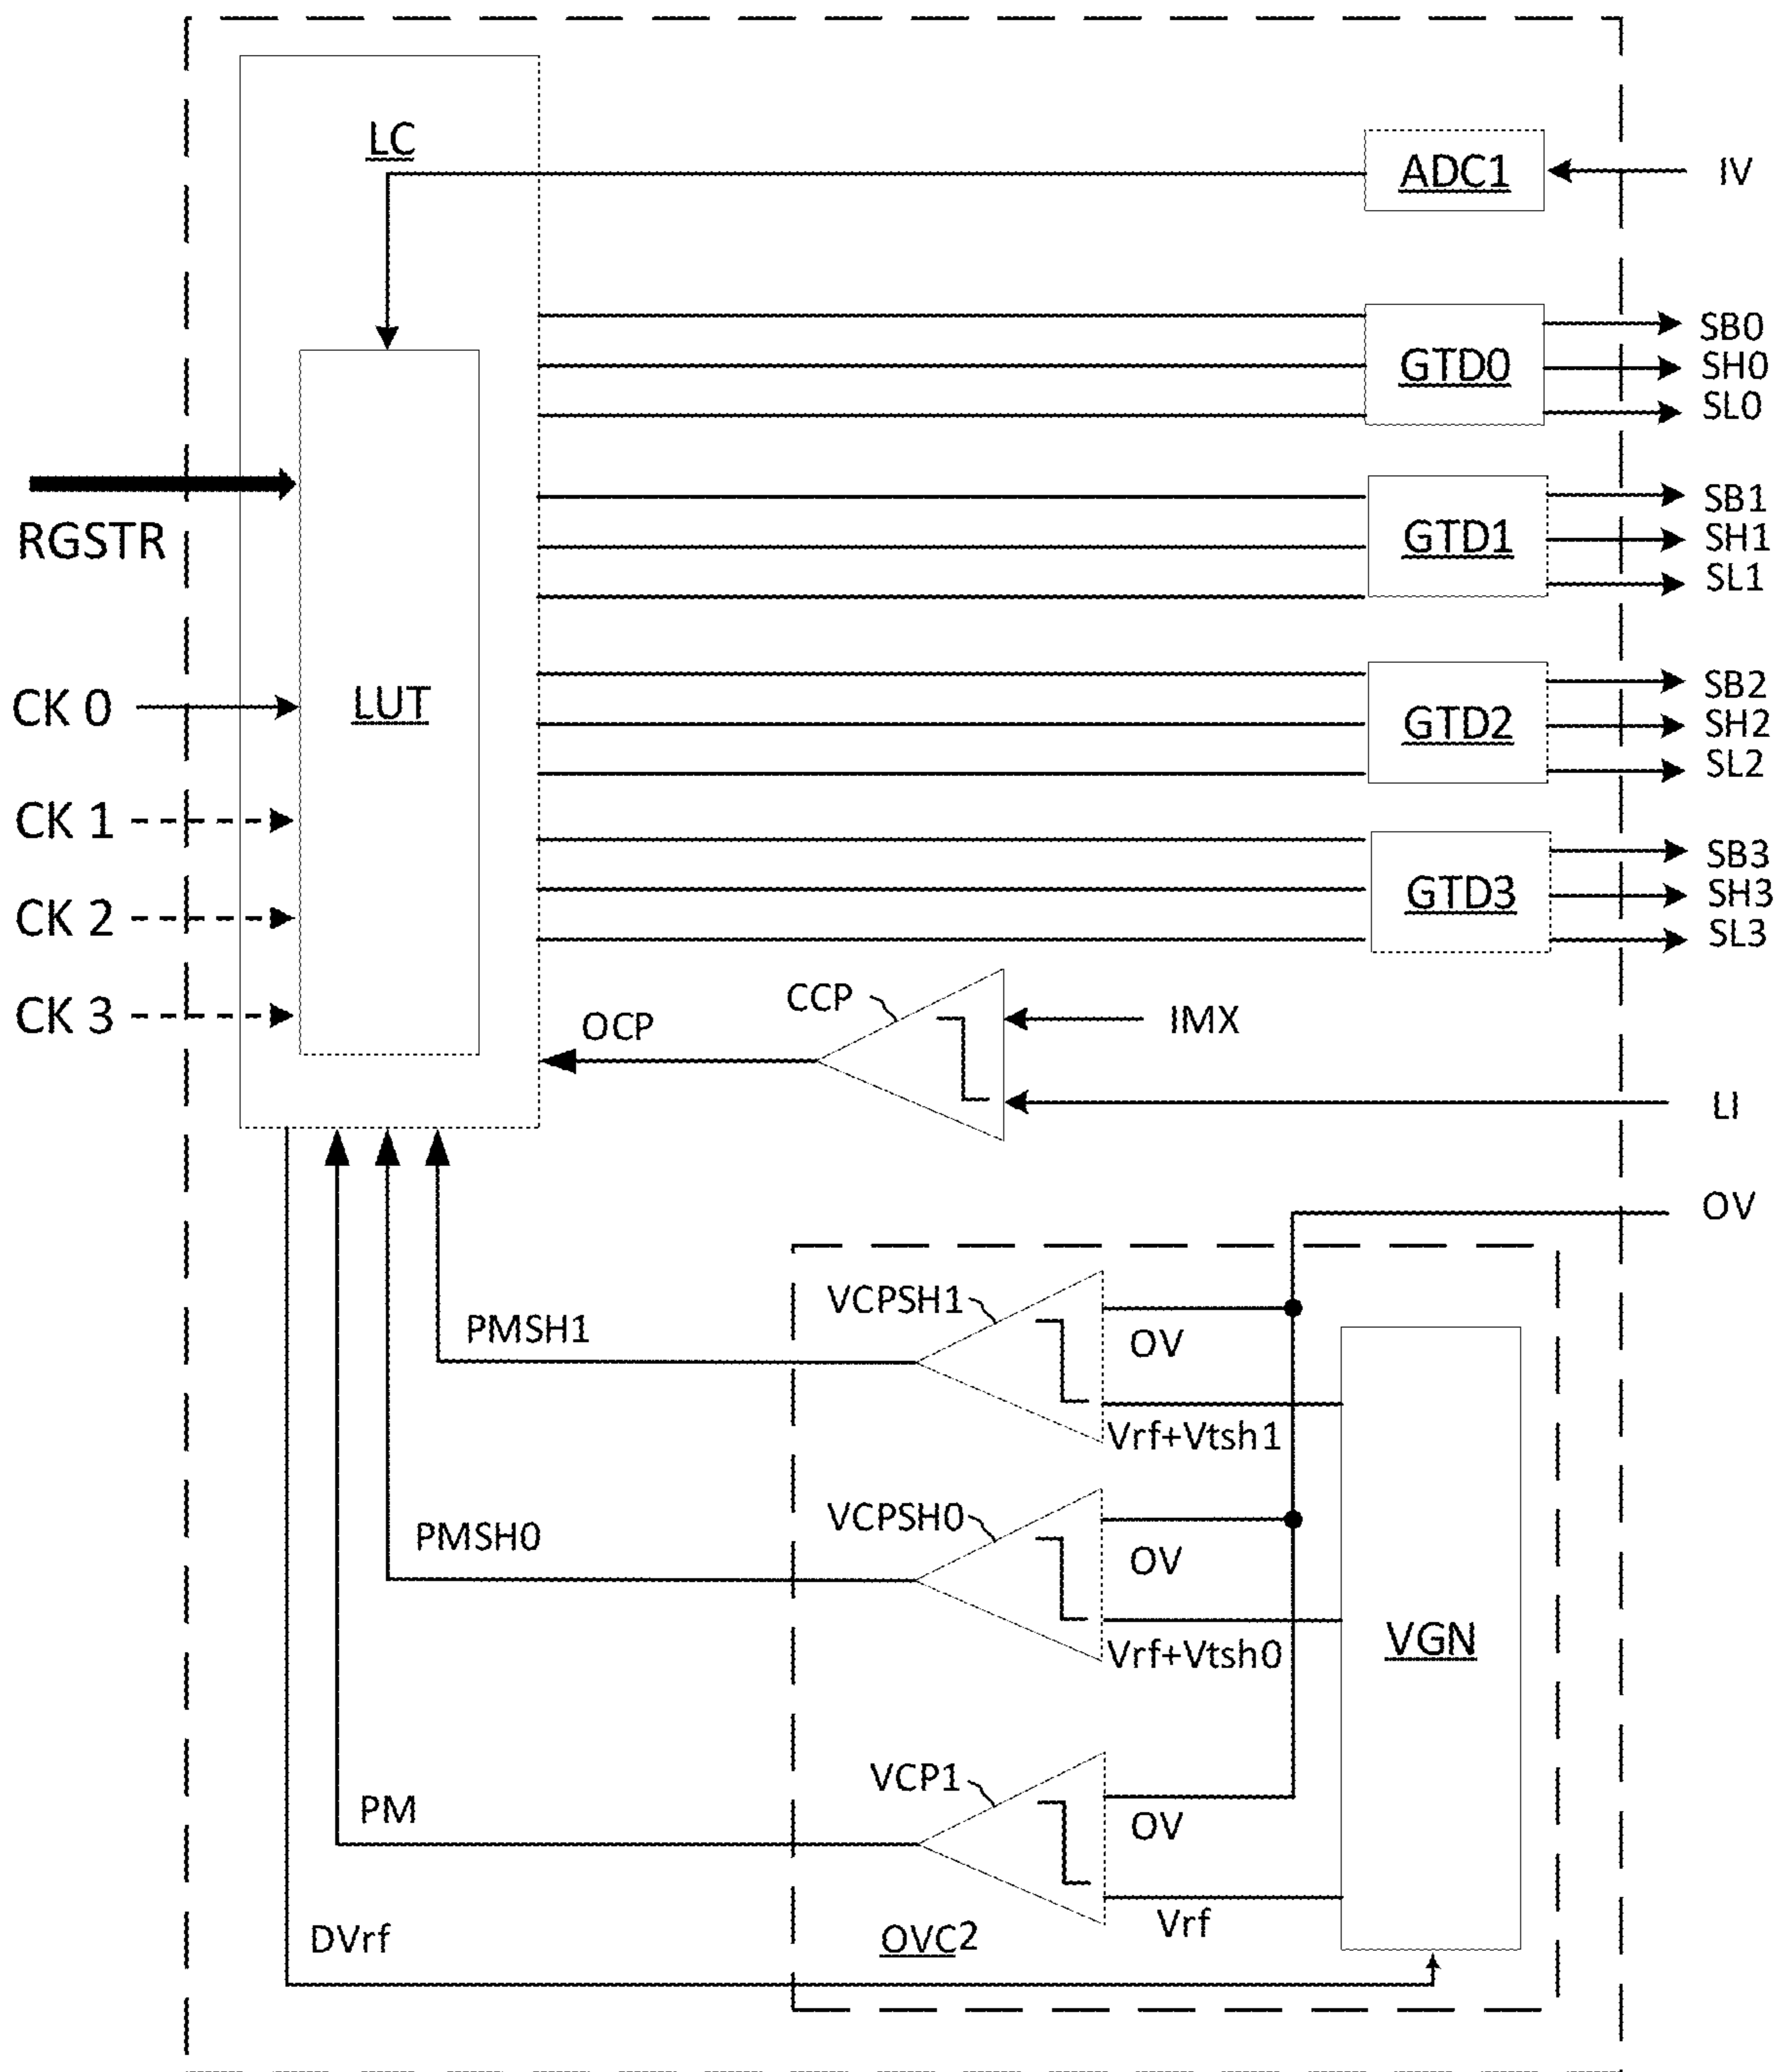 LC
ADC1
IV
GTD0
SB0
SH0
SL0
RGSTR
GTD1
SB1
SH1
SL1
CK 0
LUT
GTD2
SB2
SH2
SL2
CK 1
GTD3
SB3
SH3
SL3
CK 2
CK 3
OCP
CCP
IMX
LI
OV
VCPSH1
PMSH1
OV
Vrf+Vtsh1
VCPSH0
PMSH0
OV
Vrf+Vtsh0
VGN
VCP1
PM
OV
Vrf
DVrf
OVC2